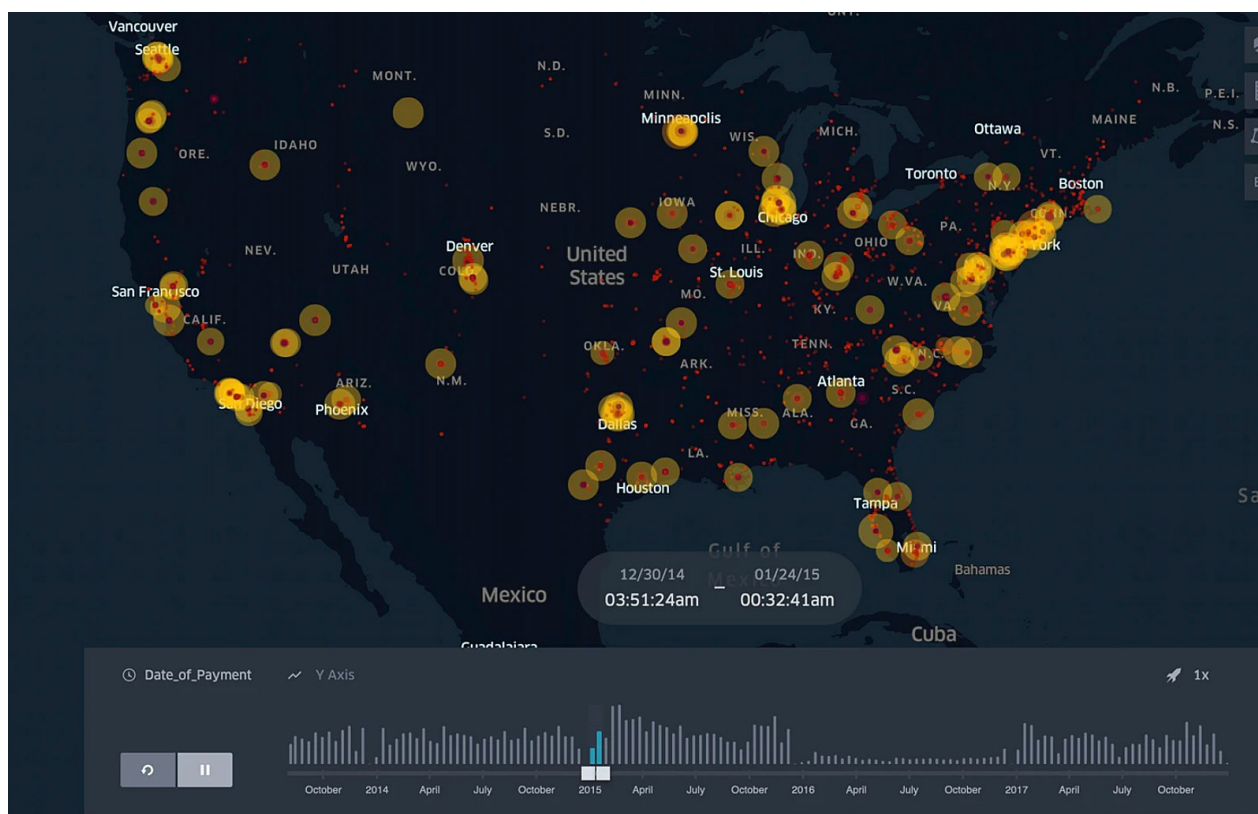 Vancouver
Seattle
MONT.
N.D.
MINN.
Minneapolis
N.B.
P.E.I.
N.S.
MAINE
Ottawa
S.D.
WIS.
MICH.
VT.
ORE.
IDAHO
WYO.
Toronto
N.Y.
Boston
NEBR.
IOWA
Chicago
CO
IN.
PA.
York
NEV.
Denver
UTAH
COLO.
United
States
ILL.
IND.
OHIO
St. Louis
W.VA.
San Francisco
MO.
KY.
VA.
CALIF.
OKLA.
TENN.
N.C.
ARK.
ARIZ.
N.M.
Atlanta
S.C.
San Diego
Phoenix
Dallas
MISS.
ALA.
GA.
LA.
Houston
Tampa
Sa
Miami
Gulf of
Mexico
Bahamas
12/30/14
01/24/15
03:51:24am – 00:32:41am
Mexico
Cuba
Guadalajara
Date_of_Payment
Y Axis
1x
October 2014 April July October 2015 April July October 2016 April July October 2017 April July October